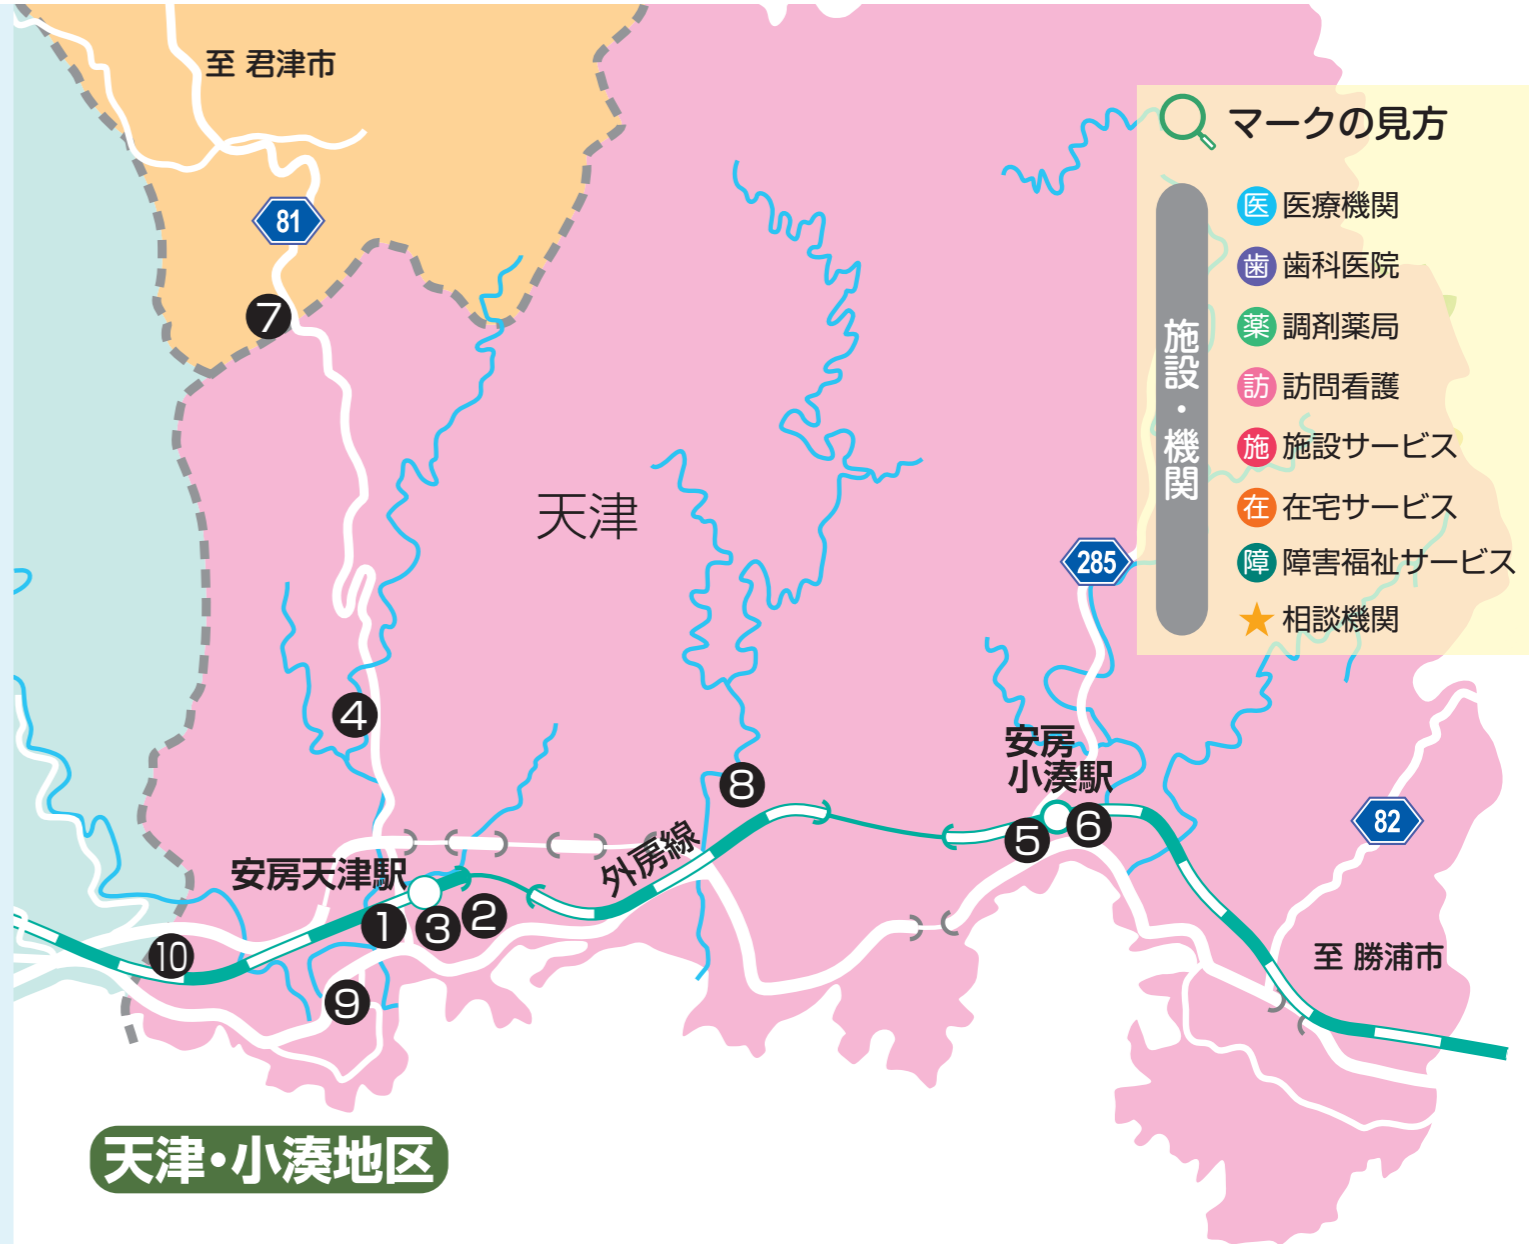 至 君津市
マークの見方
施設・機関
医 医療機関
歯 歯科医院
薬 調剤薬局
訪 訪問看護
施 施設サービス
在 在宅サービス
障 障害福祉サービス
相談機関
81
7
天津
285
4
安房
小湊駅
8
5
6
82
外房線
安房天津駅
1
3
2
10
9
至 勝浦市
天津・小湊地区